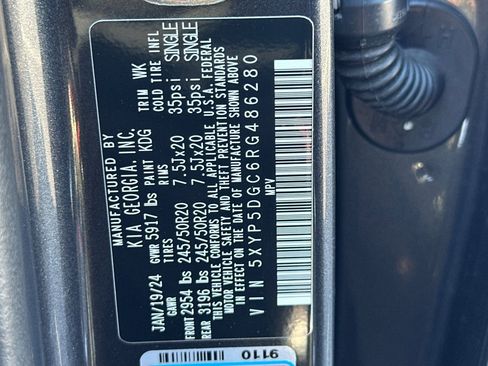 MANUFACTURED BY
KIA GEORGIA, INC.
JAN/19/24 GVWR 5917 lbs PAINT KDG TRIM WK
GAWR TIRES RIMS COLD TIRE INFL
FRONT 2954 lbs 245/50R20 7.5Jx20 35psi SINGLE
REAR 3196 lbs 245/50R20 7.5Jx20 35psi SINGLE
THIS VEHICLE CONFORMS TO ALL APPLICABLE U.S.A. FEDERAL
MOTOR VEHICLE SAFETY AND THEFT PREVENTION STANDARDS
IN EFFECT ON THE DATE OF MANUFACTURE SHOWN ABOVE
VIN 5XYP5DGC6RG486280
MPV
9110